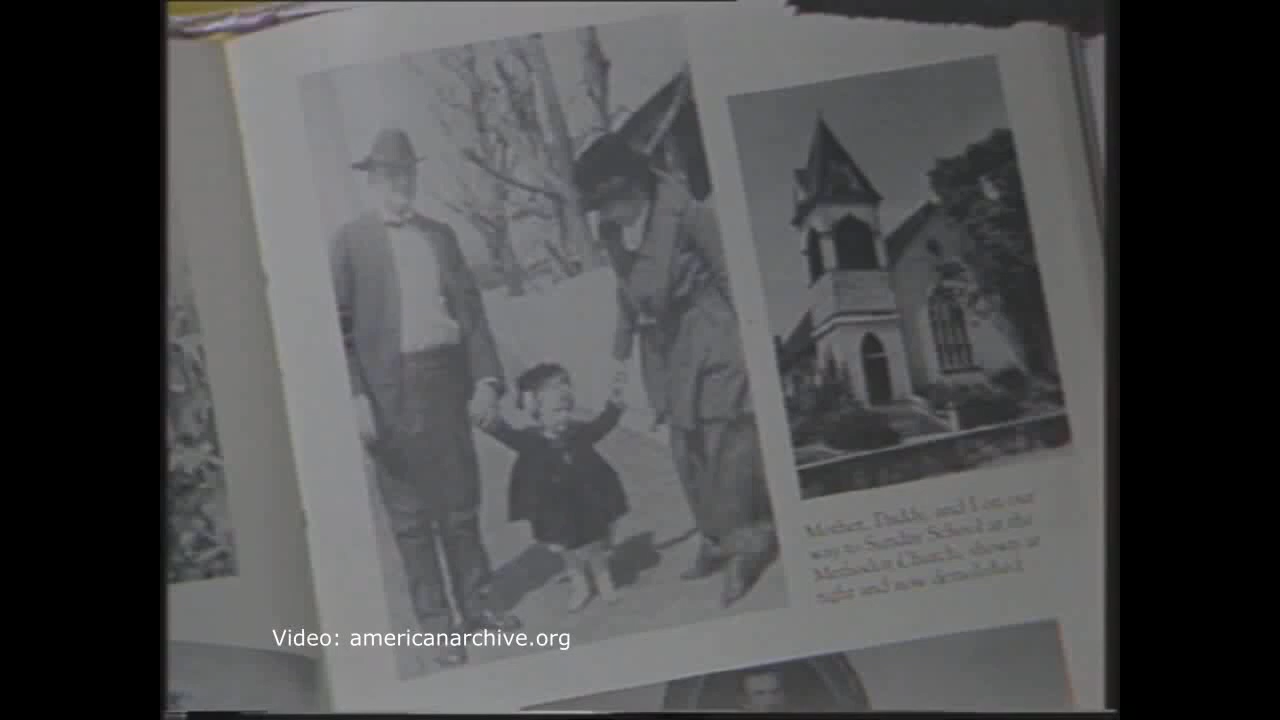 Mother, Daddy, and I on our
way to Sunday School at the
Methodist Church, shown at
right and now demolished.
Video: americanarchive.org